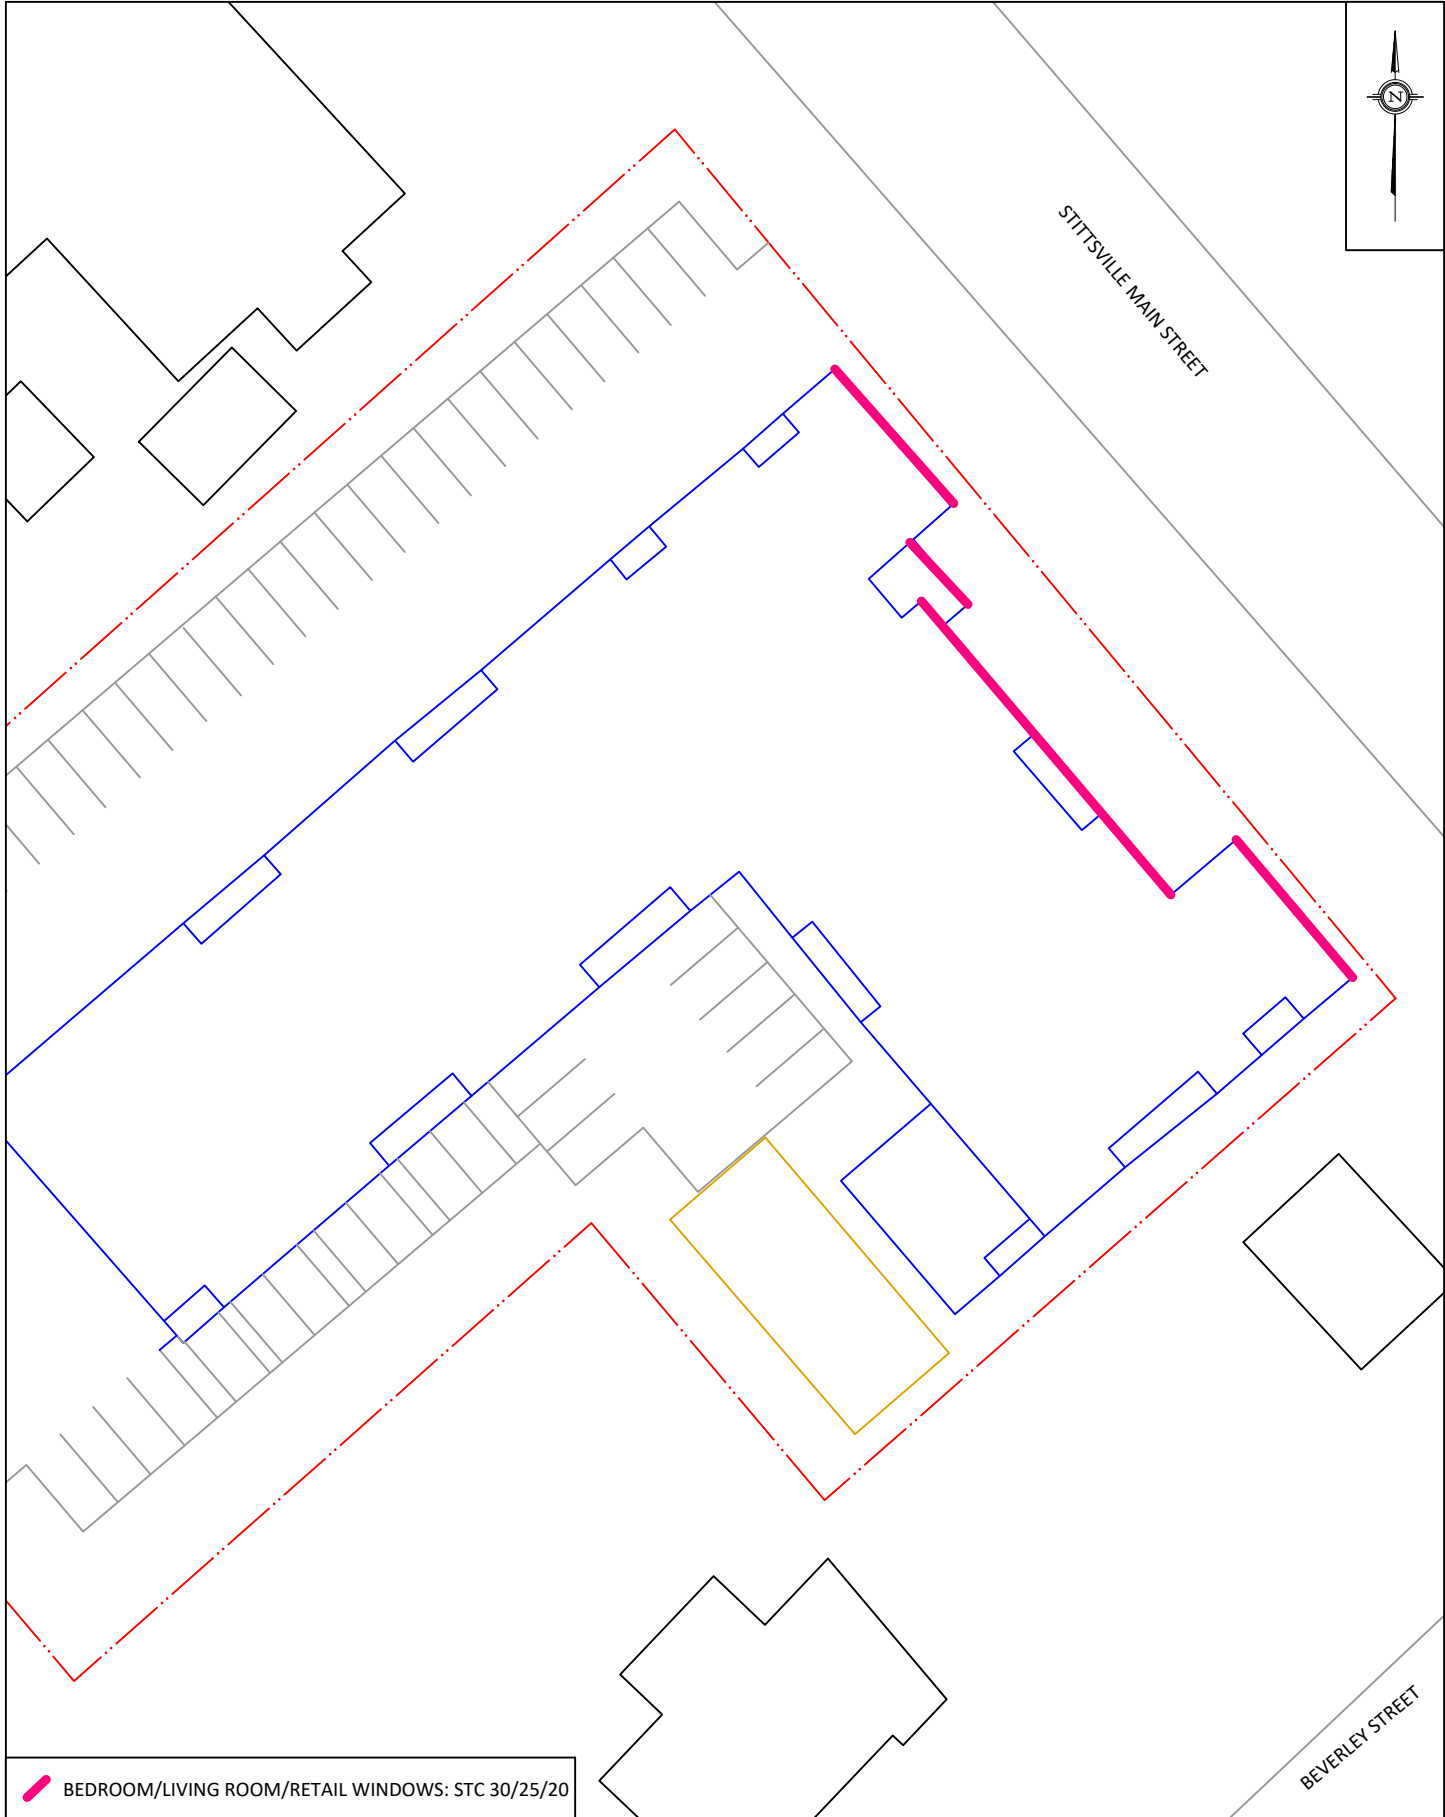 N
STITTSVILLE MAIN STREET
BEVERLEY STREET
BEDROOM/LIVING ROOM/RETAIL WINDOWS: STC 30/25/20